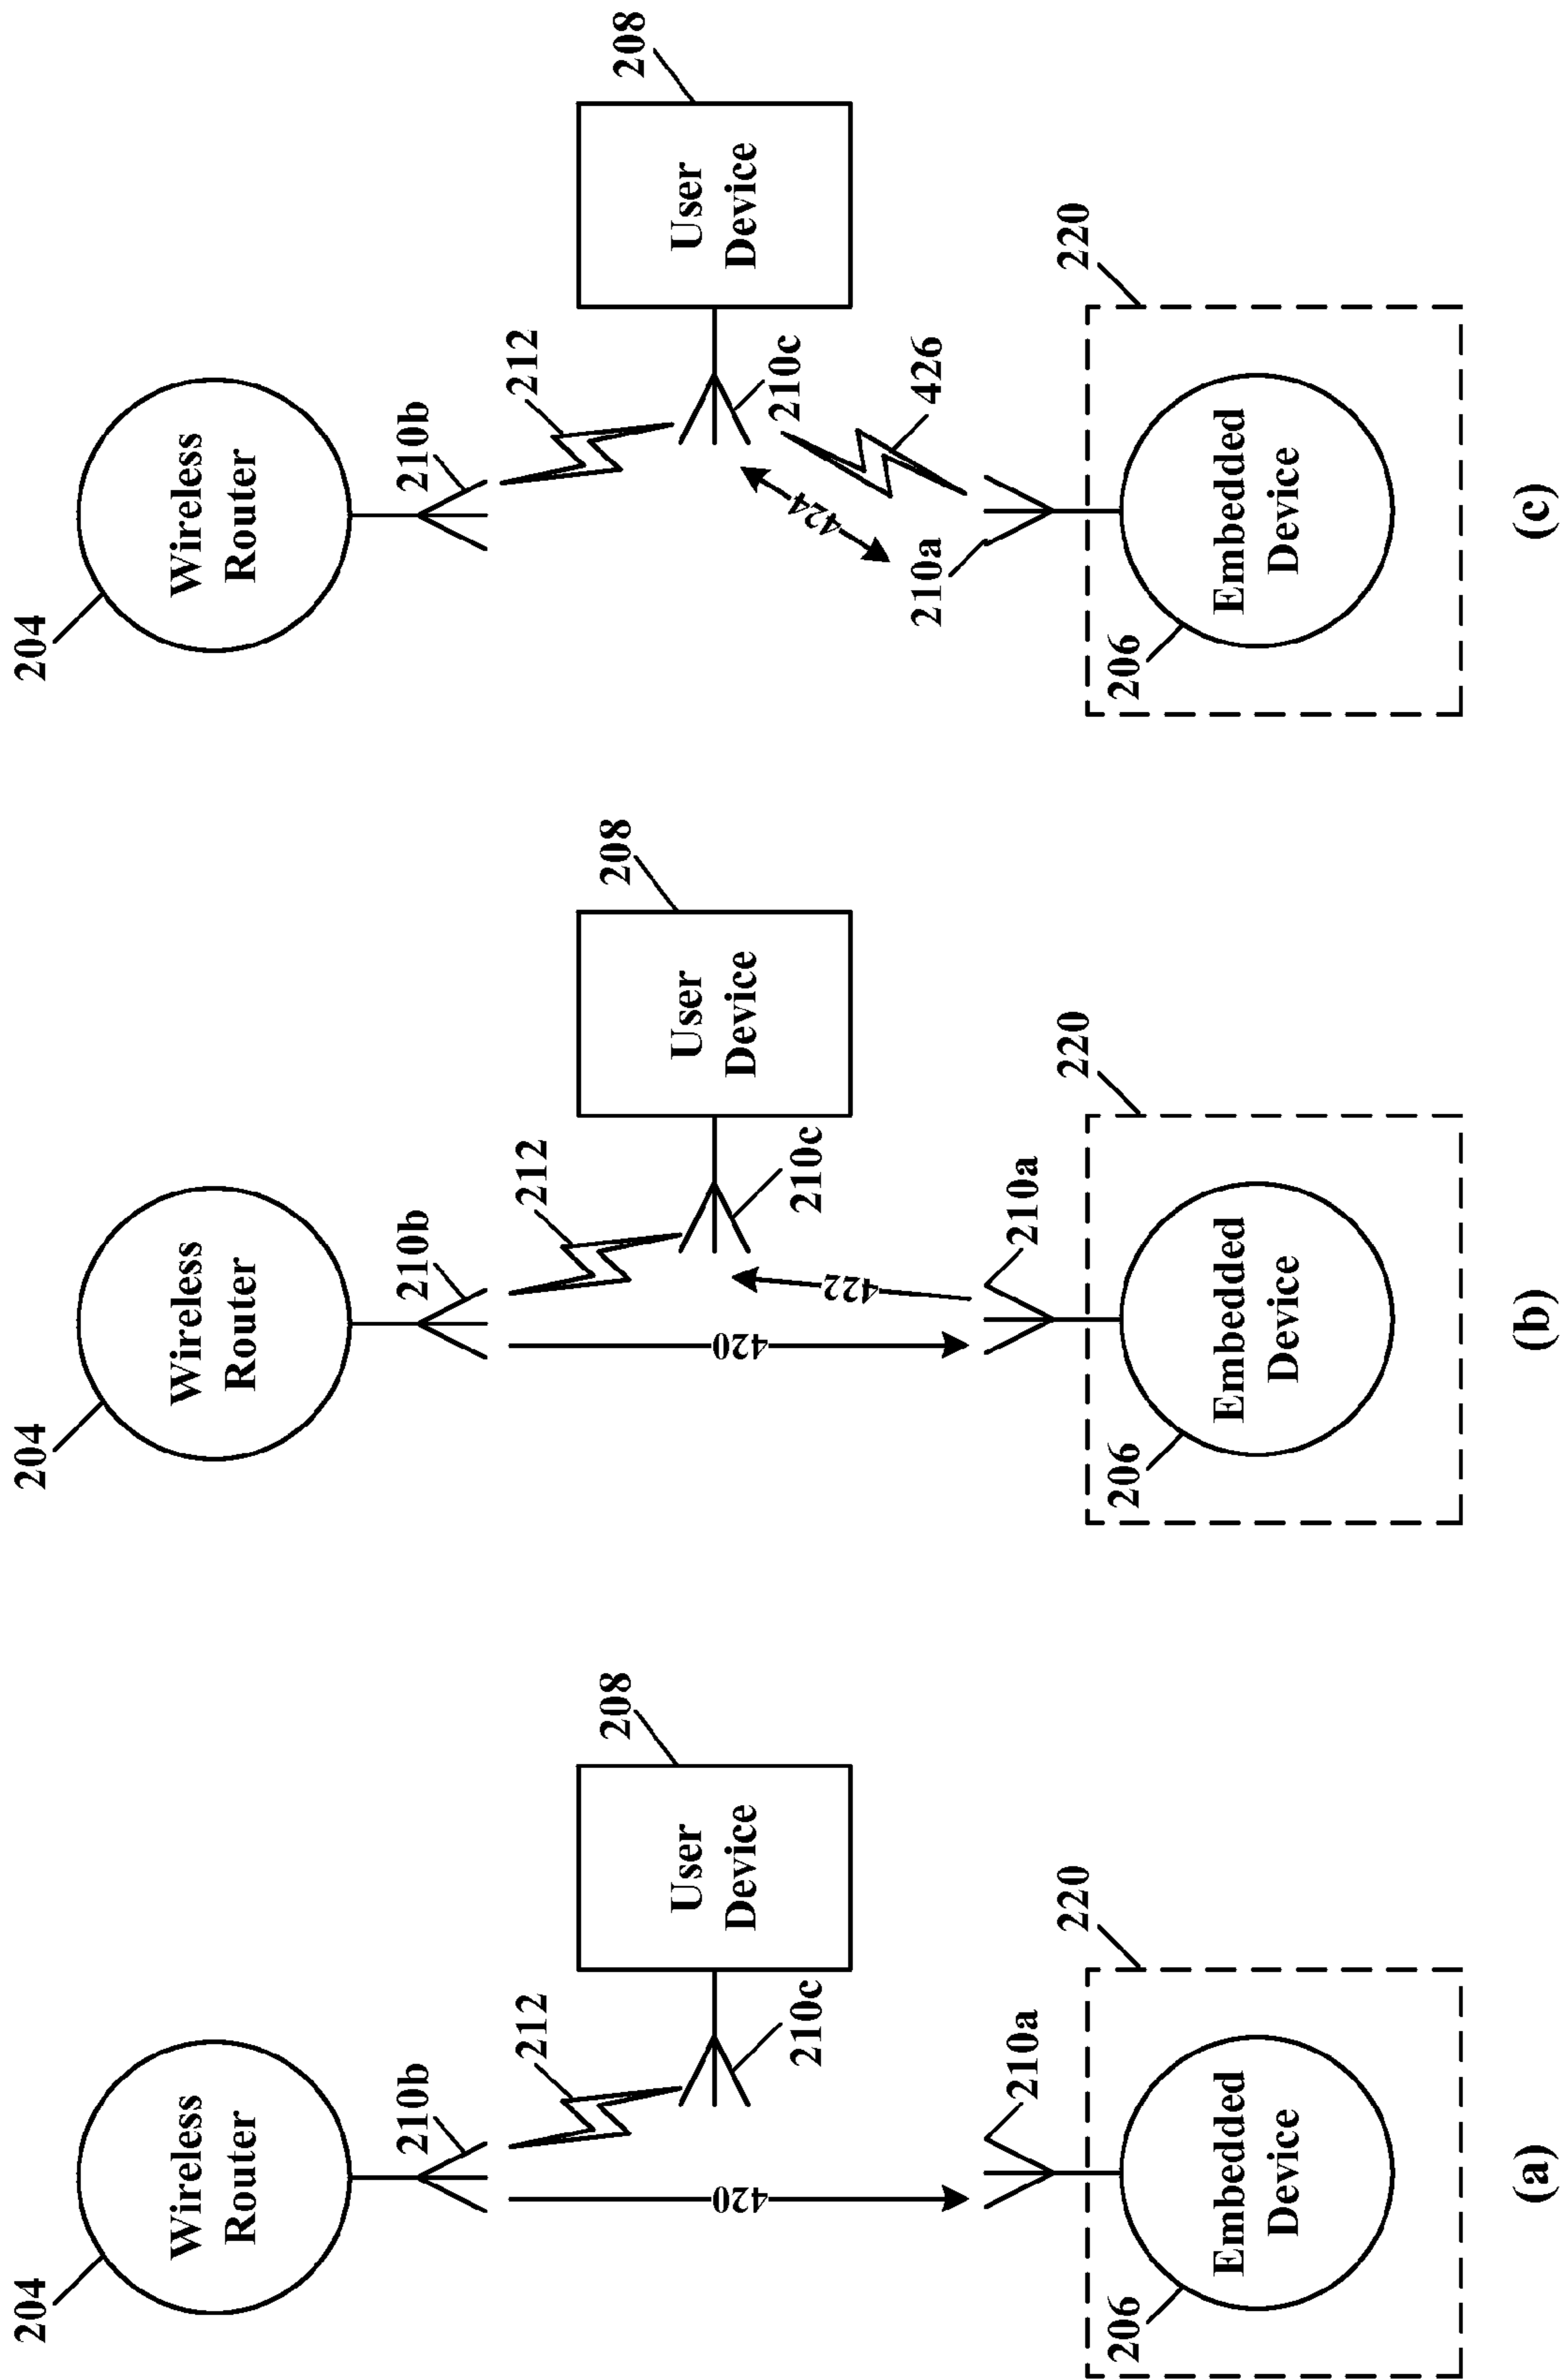 204
Wireless
Router
210b
212
208
User
Device
420
210c
210a
220
206
Embedded
Device
(a)
204
Wireless
Router
210b
212
208
User
Device
420
210c
422
210a
220
206
Embedded
Device
(b)
204
Wireless
Router
210b
212
208
User
Device
210c
424
426
210a
220
206
Embedded
Device
(c)